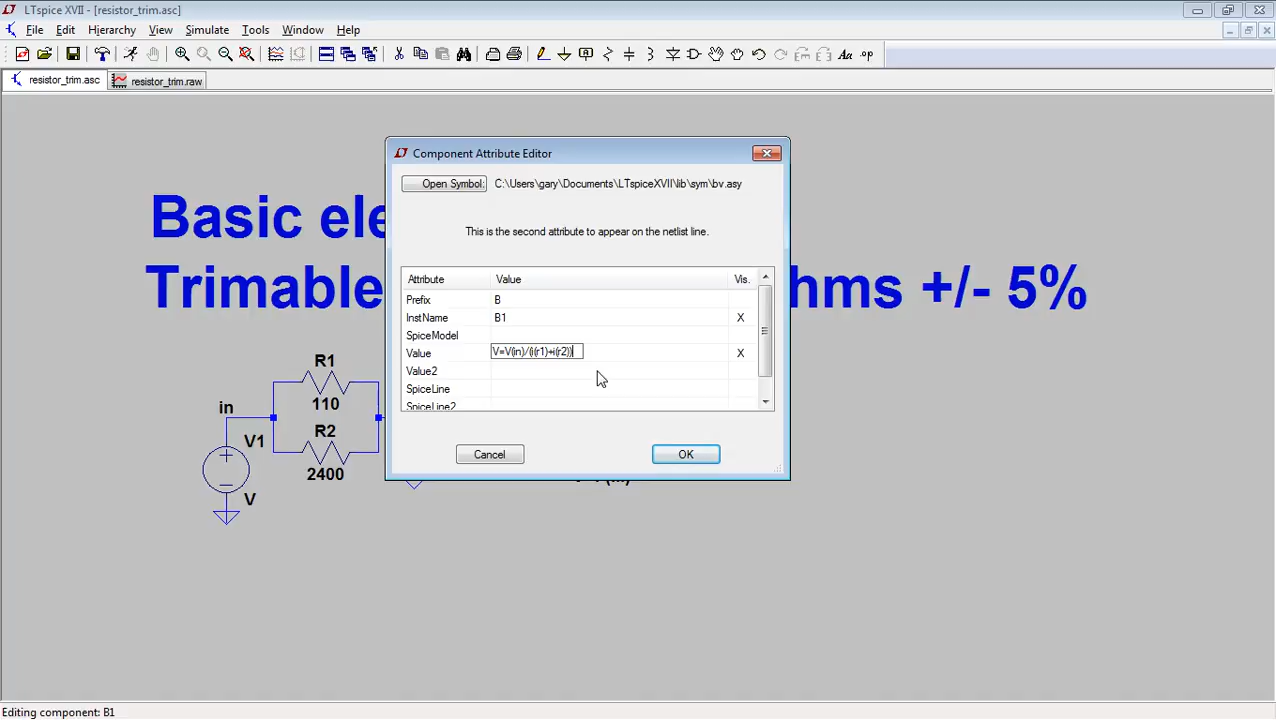 LTspice XVII - [resistor_trim.asc]
File Edit Hierarchy View Simulate Tools Window Help
Aa .op
resistor_trim.asc resistor_trim.raw
Component Attribute Editor
Open Symbol: C:\Users\gary\Documents\LTspiceXVII\lib\sym\bv.asy
This is the second attribute to appear on the netlist line.
Attribute Value Vis.
Prefix B
InstName B1 X
SpiceModel
Value V=V(in)/(i(r1)+i(r2)) X
Value2
SpiceLine
SpiceLine2
Cancel OK
Basic ele
Trimable hms +/- 5%
R1
110
in
R2
V1
2400
V
Editing component: B1